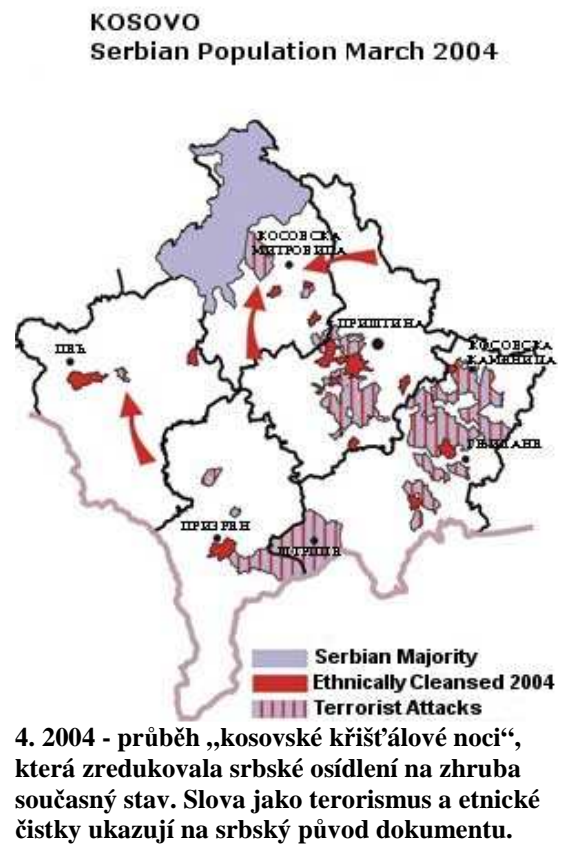 KOSOVO
Serbian Population March 2004
КОСОВСКА
МИТРОВИЦА
ПРИШТИНА
КОСОВСКА
КАМЕНИЦА
ПЕЋ
ГЊИЛАНЕ
ПРИЗРЕН
Serbian Majority
Ethnically Cleansed 2004
Terrorist Attacks
4. 2004 - průběh „kosovské křišťálové noci“,
která zredukovala srbské osídlení na zhruba
současný stav. Slova jako terorismus a etnické
čistky ukazují na srbský původ dokumentu.